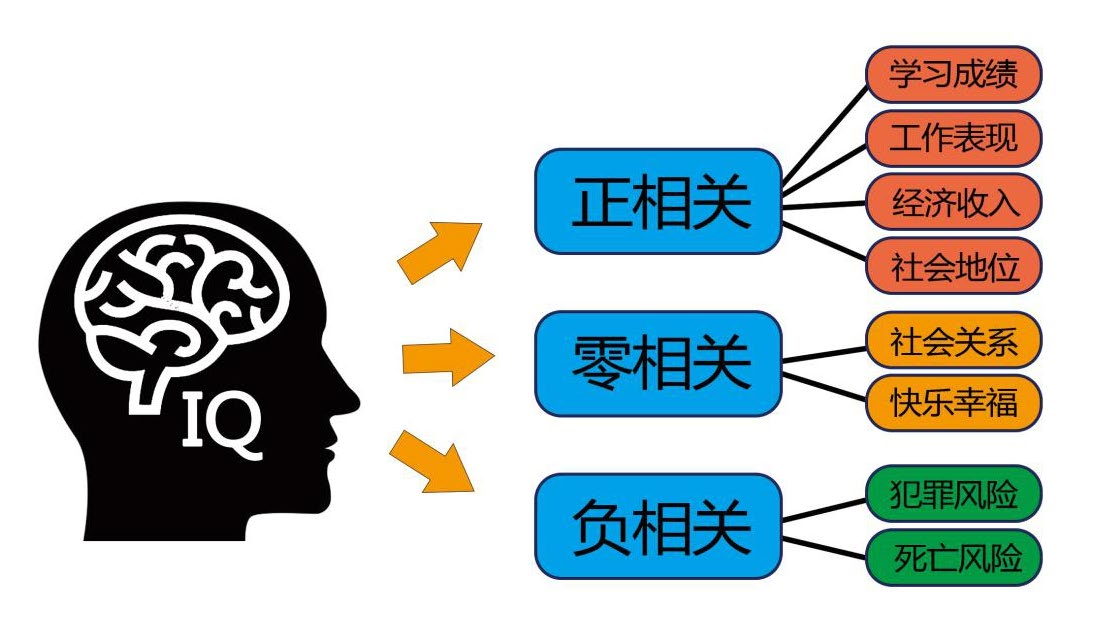 IQ
正相关
学习成绩
工作表现
经济收入
社会地位
零相关
社会关系
快乐幸福
负相关
犯罪风险
死亡风险